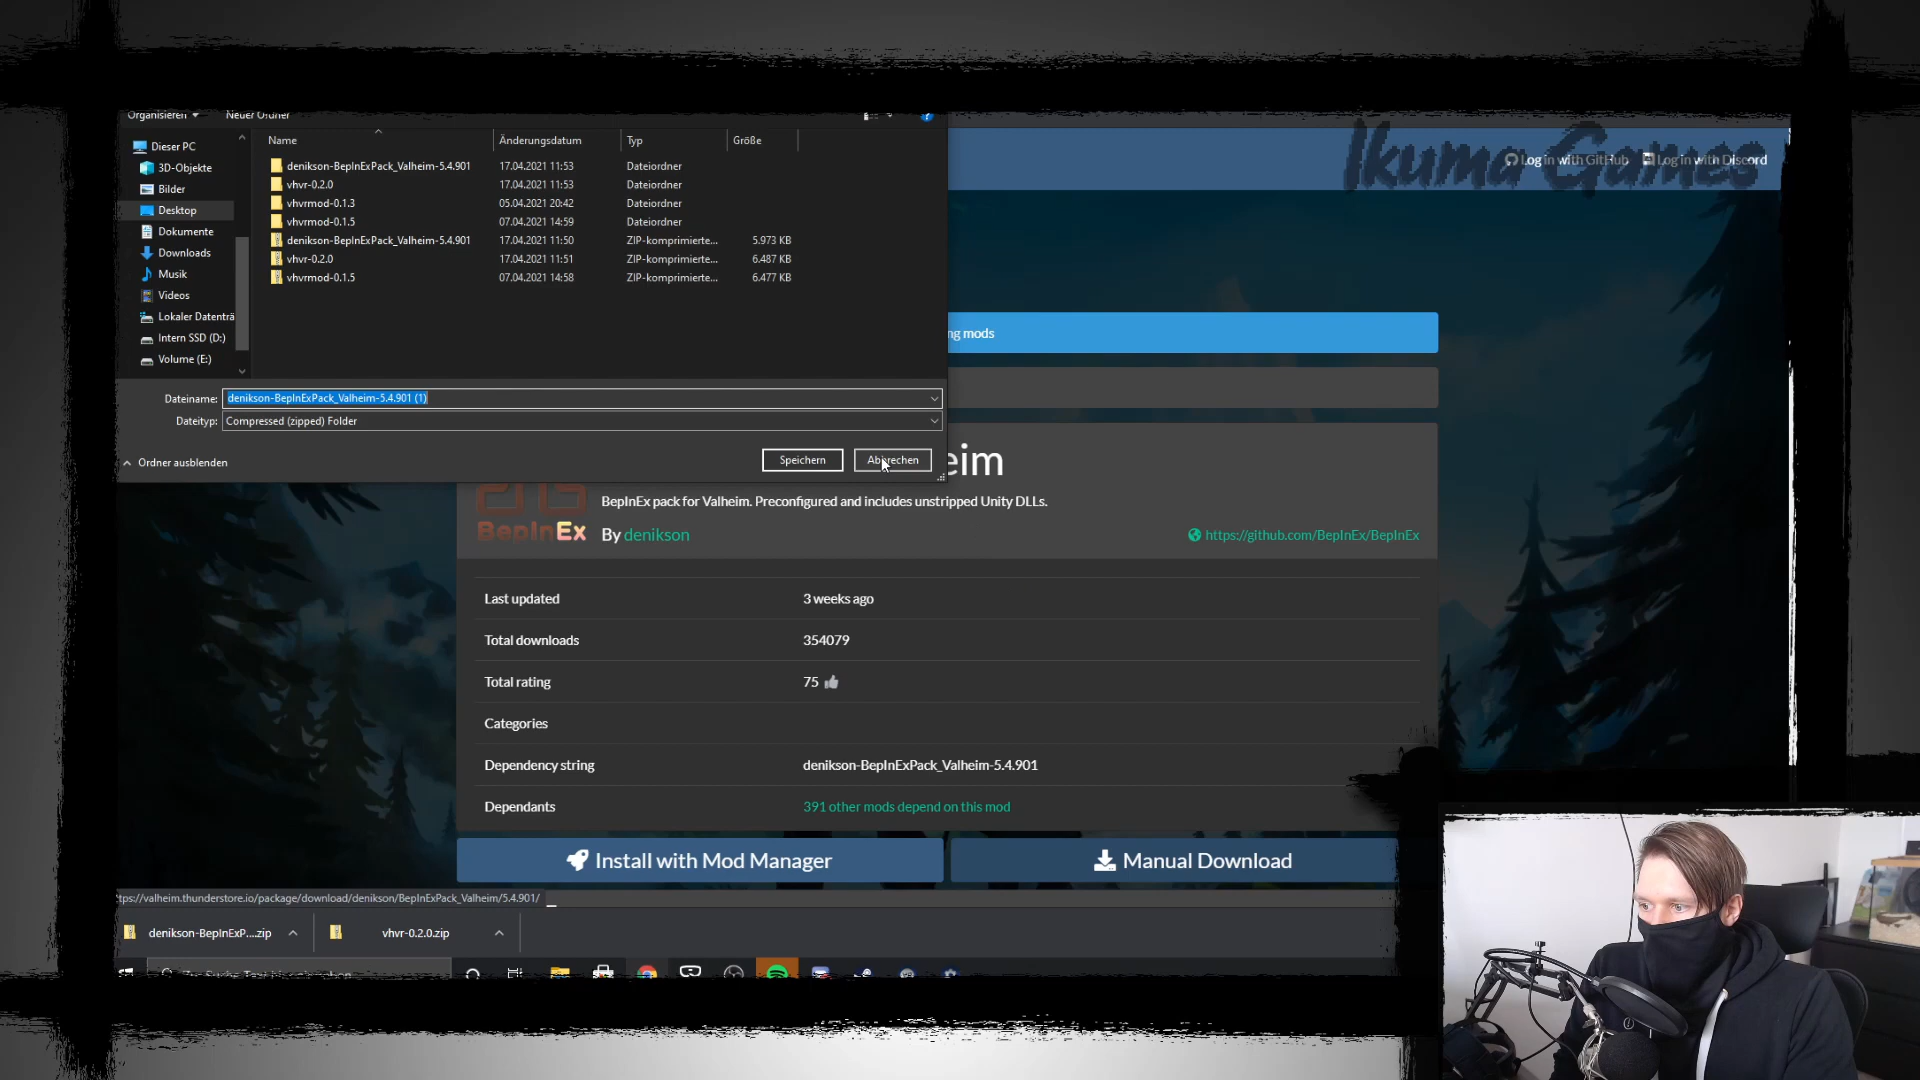 Organisieren
Neuer Ordner
Ikuma Games
Log in with GitHub
Log in with Discord
Dieser PC
3D-Objekte
Bilder
Desktop
Dokumente
Downloads
Musik
Videos
Lokaler Datenträ
Intern SSD (D:)
Volume (E:)
Name Änderungsdatum Typ Größe
denikson-BepInExPack_Valheim-5.4.901 17.04.2021 11:53 Dateiordner
vhvr-0.2.0 17.04.2021 11:53 Dateiordner
vhvrmod-0.1.3 05.04.2021 20:42 Dateiordner
vhvrmod-0.1.5 07.04.2021 14:59 Dateiordner
denikson-BepInExPack_Valheim-5.4.901 17.04.2021 11:50 ZIP-komprimierte... 5.973 KB
vhvr-0.2.0 17.04.2021 11:51 ZIP-komprimierte... 6.487 KB
vhvrmod-0.1.5 07.04.2021 14:58 ZIP-komprimierte... 6.477 KB
ng mods
Dateiname: denikson-BepInExPack_Valheim-5.4.901 (1)
Dateityp: Compressed (zipped) Folder
Ordner ausblenden
Speichern
Abbrechen
eim
BepInEx pack for Valheim. Preconfigured and includes unstripped Unity DLLs.
BepInEx
By denikson
https://github.com/BepInEx/BepInEx
Last updated 3 weeks ago
Total downloads 354079
Total rating 75
Categories
Dependency string denikson-BepInExPack_Valheim-5.4.901
Dependants 391 other mods depend on this mod
Install with Mod Manager
Manual Download
tps://valheim.thunderstore.io/package/download/denikson/BepInExPack_Valheim/5.4.901/
denikson-BepInExP....zip
vhvr-0.2.0.zip